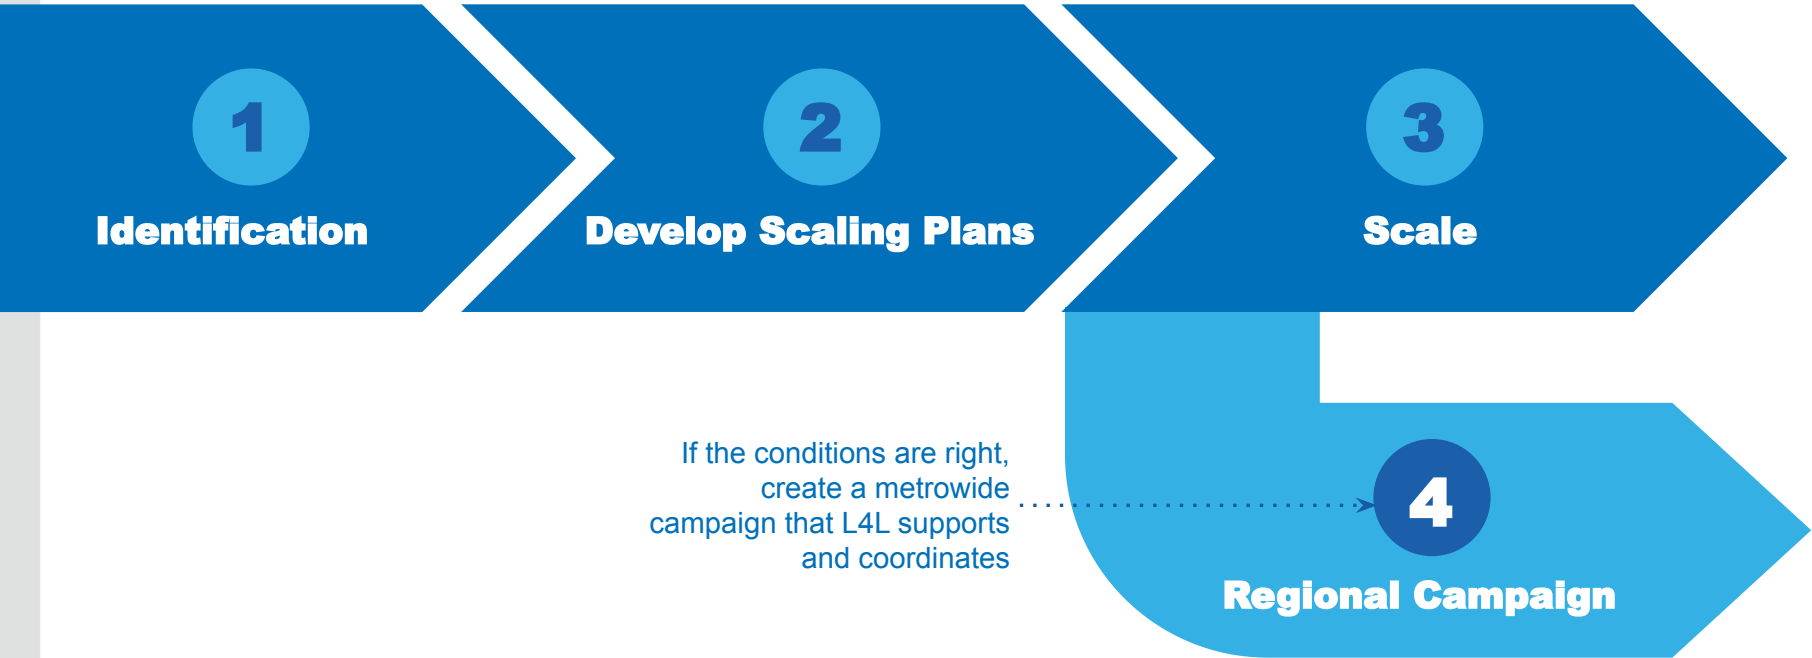 1
Identification
2
Develop Scaling Plans
3
Scale
If the conditions are right,
create a metrowide
campaign that L4L supports
and coordinates
4
Regional Campaign